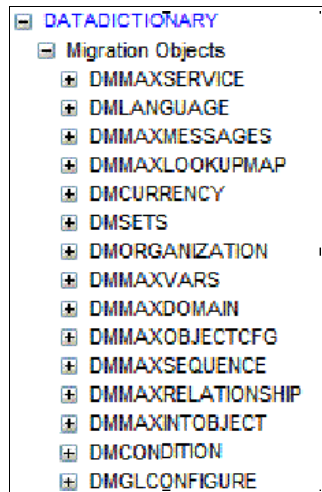 DATADICTIONARY
Migration Objects
DMMAXSERVICE
DMLANGUAGE
DMMAXMESSAGES
DMMAXLOOKUPMAP
DMCURRENCY
DMSETS
DMORGANIZATION
DMMAXVARS
DMMAXDOMAIN
DMMAXOBJECTCFG
DMMAXSEQUENCE
DMMAXRELATIONSHIP
DMMAXINTOBJECT
DMCONDITION
DMGLCONFIGURE